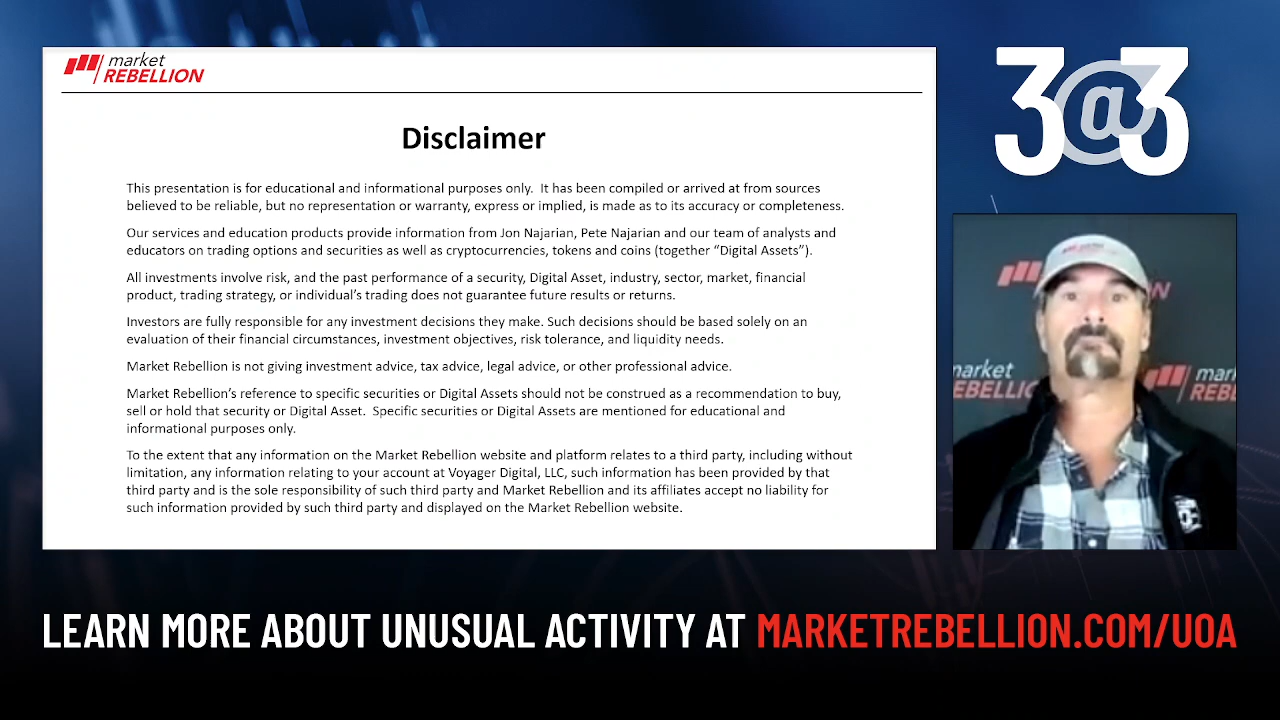 market
REBELLION
Disclaimer
This presentation is for educational and informational purposes only.  It has been compiled or arrived at from sources
believed to be reliable, but no representation or warranty, express or implied, is made as to its accuracy or completeness.
Our services and education products provide information from Jon Najarian, Pete Najarian and our team of analysts and
educators on trading options and securities as well as cryptocurrencies, tokens and coins (together “Digital Assets”).
All investments involve risk, and the past performance of a security, Digital Asset, industry, sector, market, financial
product, trading strategy, or individual’s trading does not guarantee future results or returns.
Investors are fully responsible for any investment decisions they make. Such decisions should be based solely on an
evaluation of their financial circumstances, investment objectives, risk tolerance, and liquidity needs.
Market Rebellion is not giving investment advice, tax advice, legal advice, or other professional advice.
Market Rebellion’s reference to specific securities or Digital Assets should not be construed as a recommendation to buy,
sell or hold that security or Digital Asset.  Specific securities or Digital Assets are mentioned for educational and
informational purposes only.
To the extent that any information on the Market Rebellion website and platform relates to a third party, including without
limitation, any information relating to your account at Voyager Digital, LLC, such information has been provided by that
third party and is the sole responsibility of such third party and Market Rebellion and its affiliates accept no liability for
such information provided by such third party and displayed on the Market Rebellion website.
3@3
N
market
REBELLIO
mark
REBE
LEARN MORE ABOUT UNUSUAL ACTIVITY AT MARKETREBELLION.COM/UOA